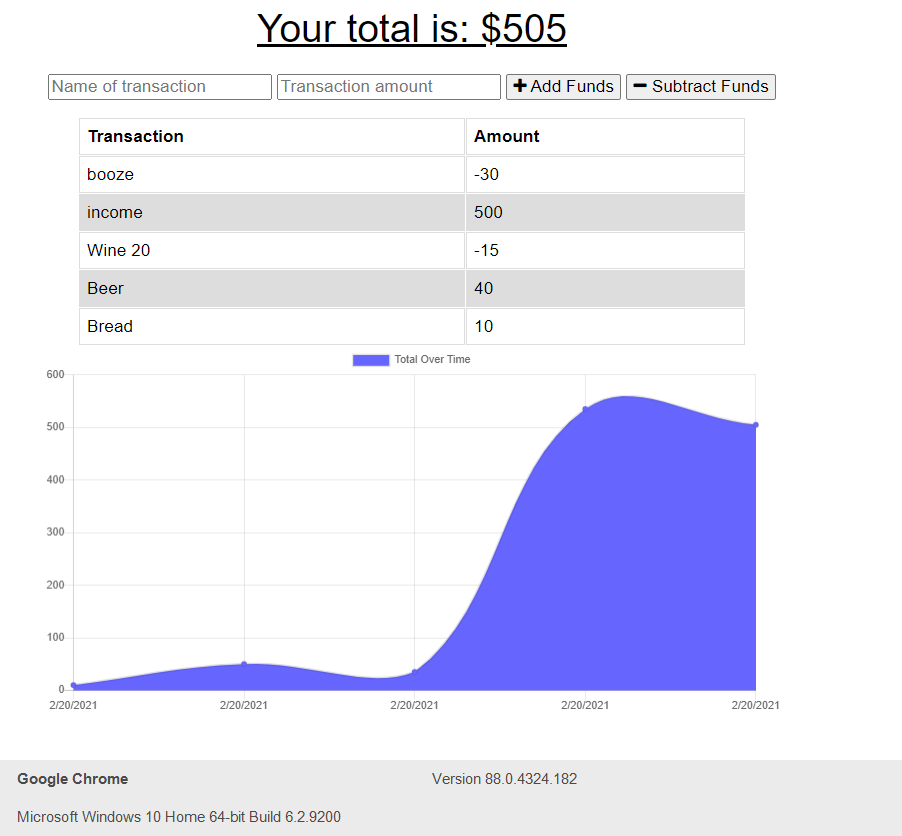 Your total is: $505
Name of transaction Transaction amount Add Funds Subtract Funds
Transaction Amount
booze -30
income 500
Wine 20 -15
Beer 40
Bread 10
Total Over Time
600
500
400
300
200
100
0
2/20/2021 2/20/2021 2/20/2021 2/20/2021 2/20/2021
Google Chrome Version 88.0.4324.182
Microsoft Windows 10 Home 64-bit Build 6.2.9200